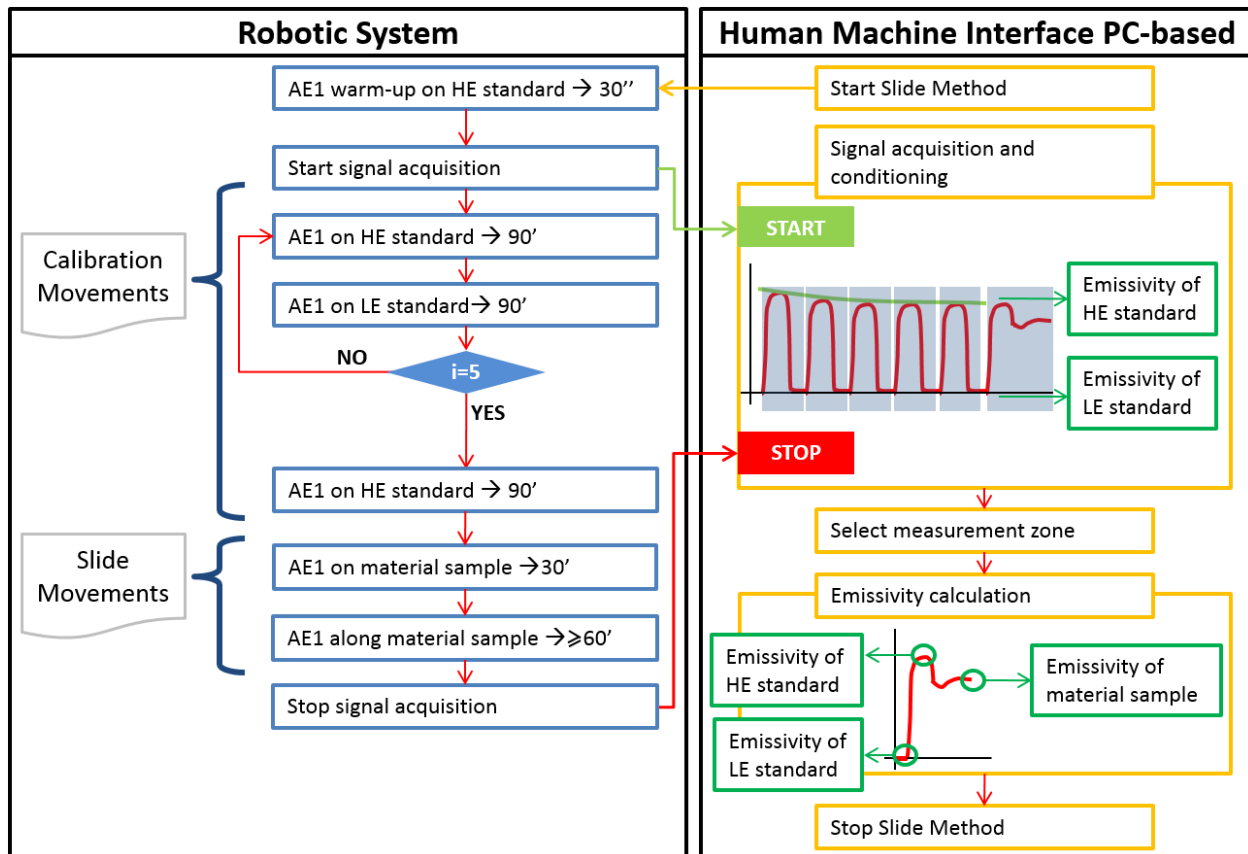 Robotic System
AE1 warm-up on HE standard → 30’’
Start signal acquisition
Calibration
Movements
AE1 on HE standard → 90’
AE1 on LE standard→ 90’
NO
i=5
YES
AE1 on HE standard → 90’
Slide
Movements
AE1 on material sample →30’
AE1 along material sample →⩾60’
Stop signal acquisition
Human Machine Interface PC-based
Start Slide Method
Signal acquisition and
conditioning
START
Emissivity of
HE standard
Emissivity of
LE standard
STOP
Select measurement zone
Emissivity calculation
Emissivity of
HE standard
Emissivity of
material sample
Emissivity of
LE standard
Stop Slide Method